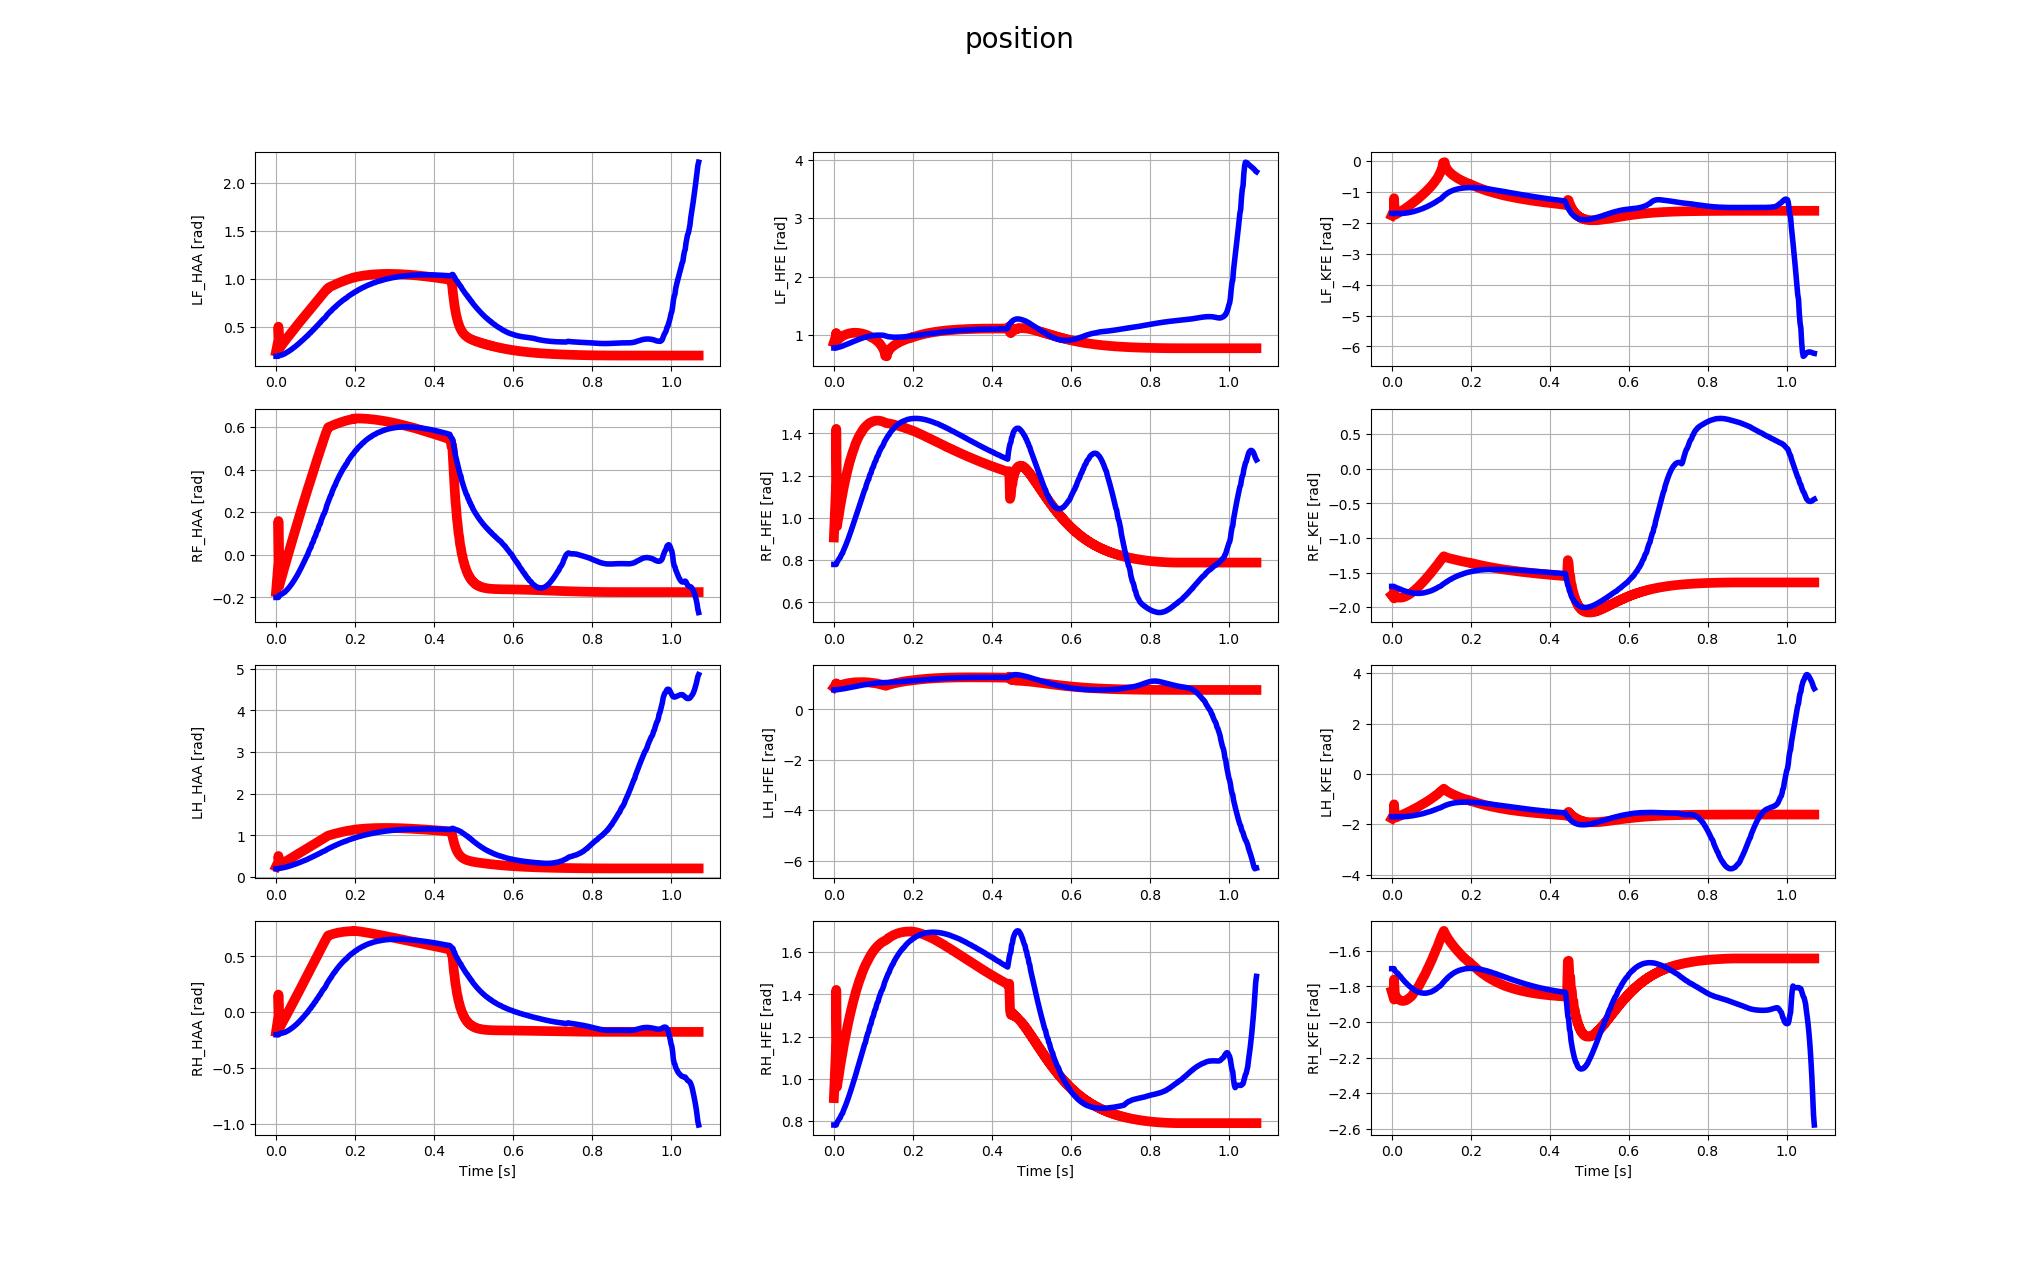 position
LF_HAA [rad]
2.0
1.5
1.0
0.5
0.0 0.2 0.4 0.6 0.8 1.0
LF_HFE [rad]
4
3
2
1
0.0 0.2 0.4 0.6 0.8 1.0
LF_KFE [rad]
0
−1
−2
−3
−4
−5
−6
0.0 0.2 0.4 0.6 0.8 1.0
RF_HAA [rad]
0.6
0.4
0.2
0.0
−0.2
0.0 0.2 0.4 0.6 0.8 1.0
RF_HFE [rad]
1.4
1.2
1.0
0.8
0.6
0.0 0.2 0.4 0.6 0.8 1.0
RF_KFE [rad]
0.5
0.0
−0.5
−1.0
−1.5
−2.0
0.0 0.2 0.4 0.6 0.8 1.0
LH_HAA [rad]
5
4
3
2
1
0
0.0 0.2 0.4 0.6 0.8 1.0
LH_HFE [rad]
0
−2
−4
−6
0.0 0.2 0.4 0.6 0.8 1.0
LH_KFE [rad]
4
2
0
−2
−4
0.0 0.2 0.4 0.6 0.8 1.0
RH_HAA [rad]
0.5
0.0
−0.5
−1.0
0.0 0.2 0.4 0.6 0.8 1.0
Time [s]
RH_HFE [rad]
1.6
1.4
1.2
1.0
0.8
0.0 0.2 0.4 0.6 0.8 1.0
Time [s]
RH_KFE [rad]
−1.6
−1.8
−2.0
−2.2
−2.4
−2.6
0.0 0.2 0.4 0.6 0.8 1.0
Time [s]